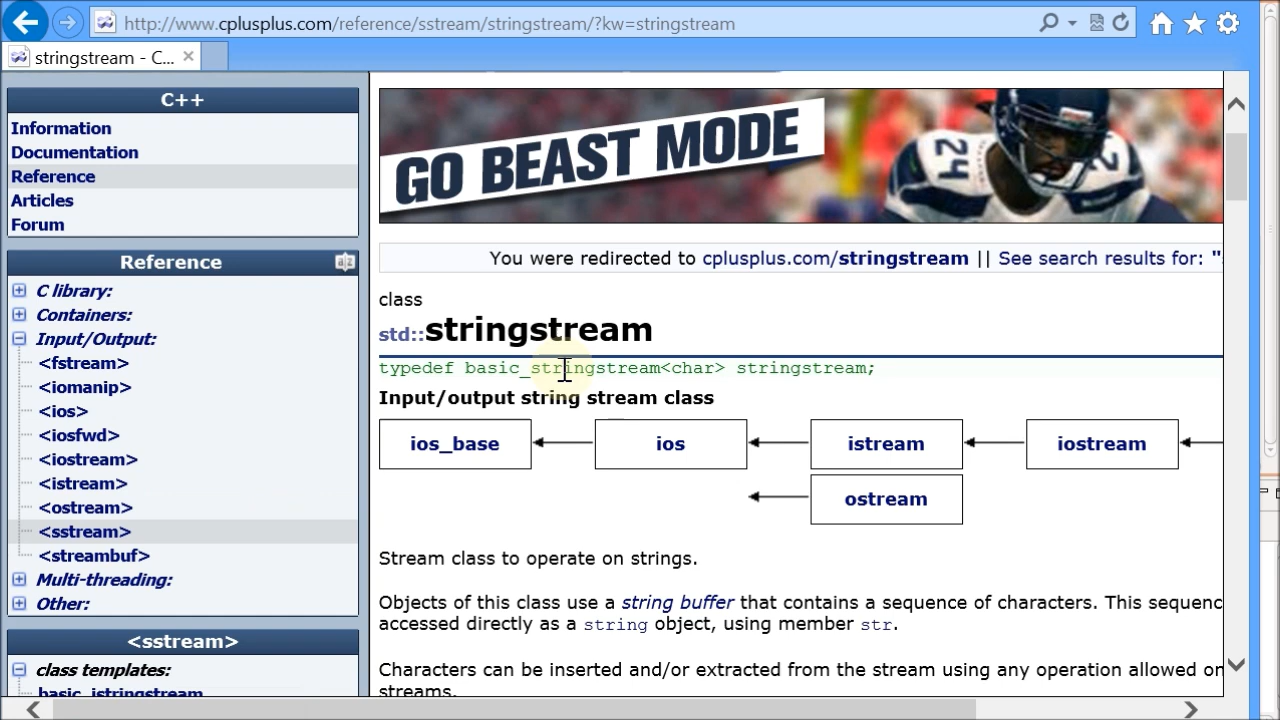 http://www.cplusplus.com/reference/sstream/stringstream/?kw=stringstream
stringstream - C...
C++
Information
Documentation
Reference
Articles
Forum
Reference
C library:
Containers:
Input/Output:
<fstream>
<iomanip>
<ios>
<iosfwd>
<iostream>
<istream>
<ostream>
<sstream>
<streambuf>
Multi-threading:
Other:
<sstream>
class templates:
basic_istringstream
GO BEAST MODE
24
You were redirected to cplusplus.com/stringstream || See search results for: "
class
std::stringstream
typedef basic_stringstream<char> stringstream;
Input/output string stream class
ios_base
ios
istream
iostream
ostream
Stream class to operate on strings.
Objects of this class use a string buffer that contains a sequence of characters. This sequenc
accessed directly as a string object, using member str.
Characters can be inserted and/or extracted from the stream using any operation allowed on
streams.